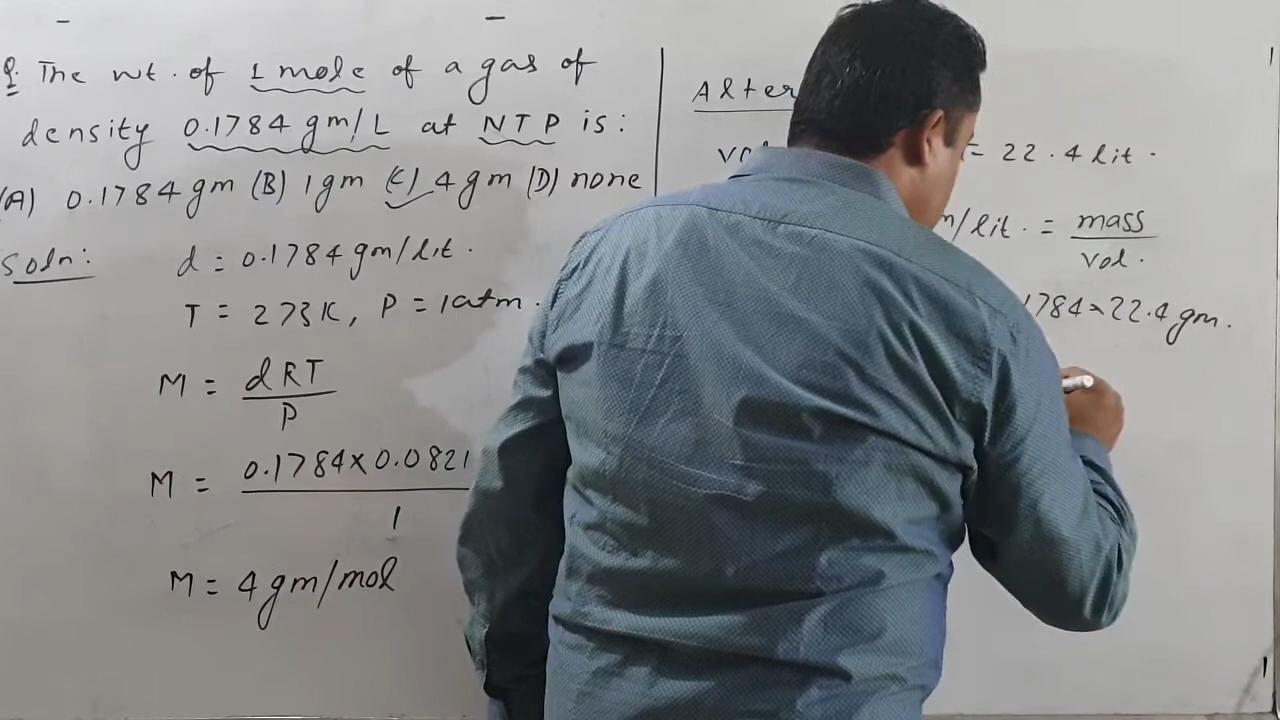 Q. The wt. of 1 mole of a gas of
density 0.1784 gm/L at NTP is:
(A) 0.1784 gm (B) 1gm (C) 4 gm (D) none
Soln: d = 0.1784 gm/lit.
T = 273K, P = 1atm.
M = dRT
P
M = 0.1784 × 0.0821
1
M = 4 gm/mol
= 22.4 lit.
/lit. = mass
vol.
784 × 22.4 gm.